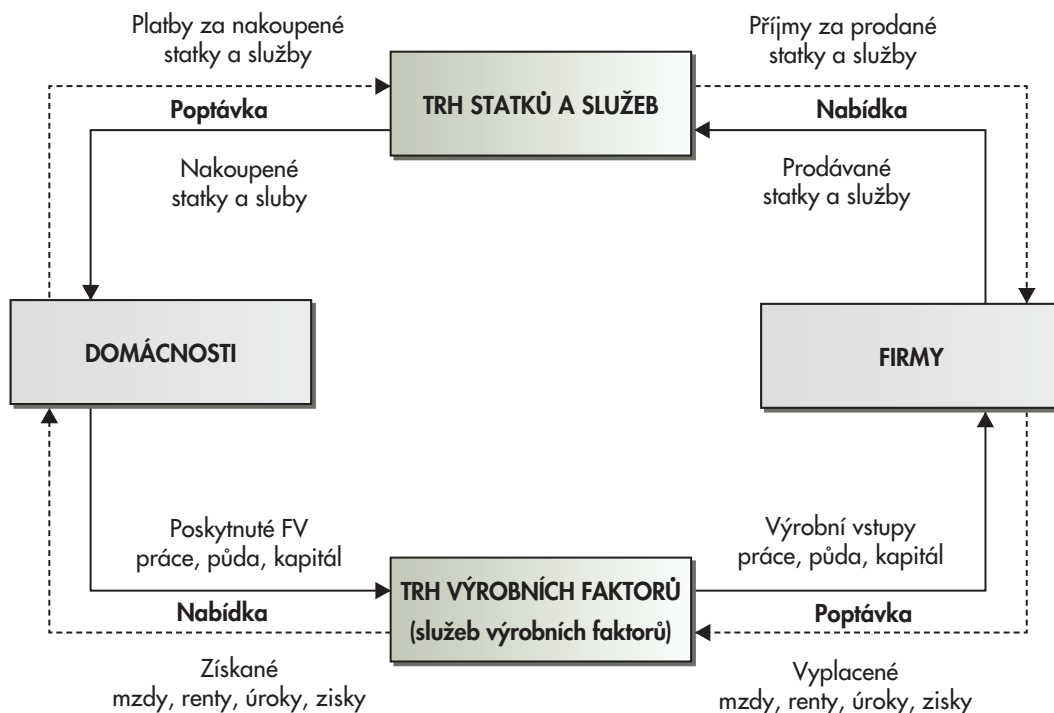 Platby za nakoupené
statky a služby
Příjmy za prodané
statky a služby
TRH STATKŮ A SLUŽEB
Poptávka
Nabídka
Nakoupené
statky a sluby
Prodávané
statky a služby
DOMÁCNOSTI
FIRMY
Poskytnuté FV
práce, půda, kapitál
Výrobní vstupy
práce, půda, kapitál
TRH VÝROBNÍCH FAKTORŮ
(služeb výrobních faktorů)
Nabídka
Poptávka
Získané
mzdy, renty, úroky, zisky
Vyplacené
mzdy, renty, úroky, zisky